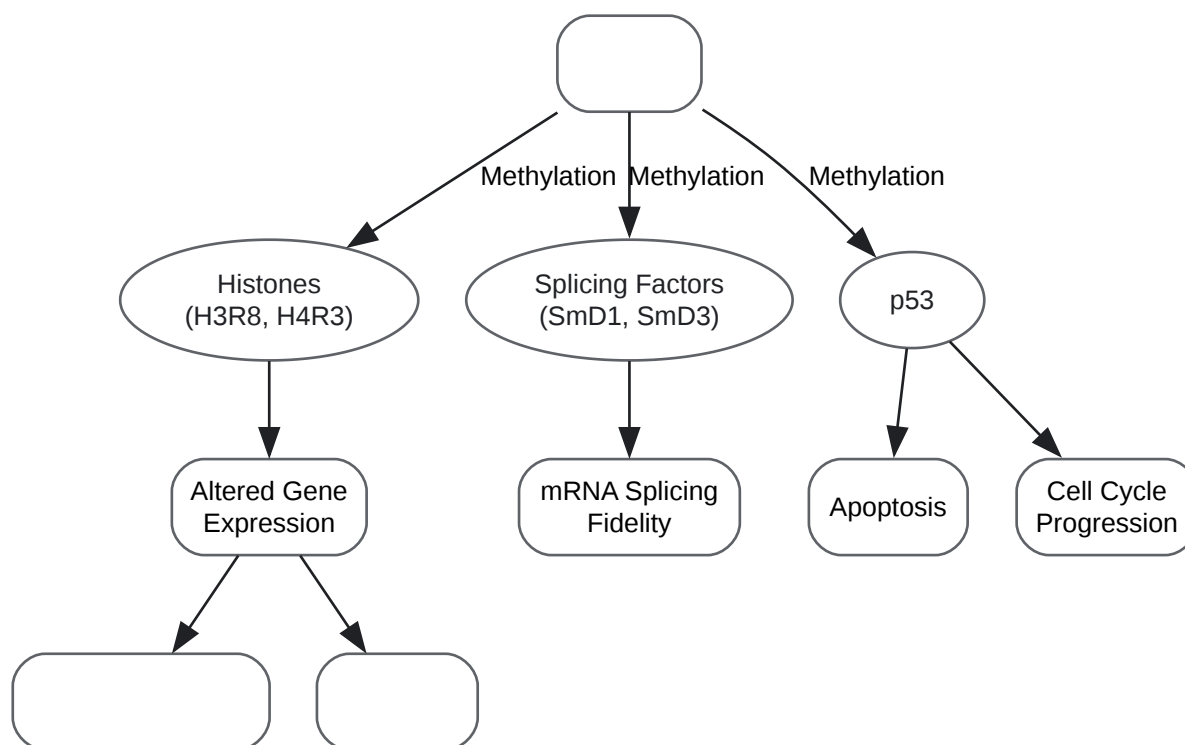 Methylation
Methylation
Methylation
Histones
(H3R8, H4R3)
Splicing Factors
(SmD1, SmD3)
p53
Altered Gene
Expression
mRNA Splicing
Fidelity
Apoptosis
Cell Cycle
Progression